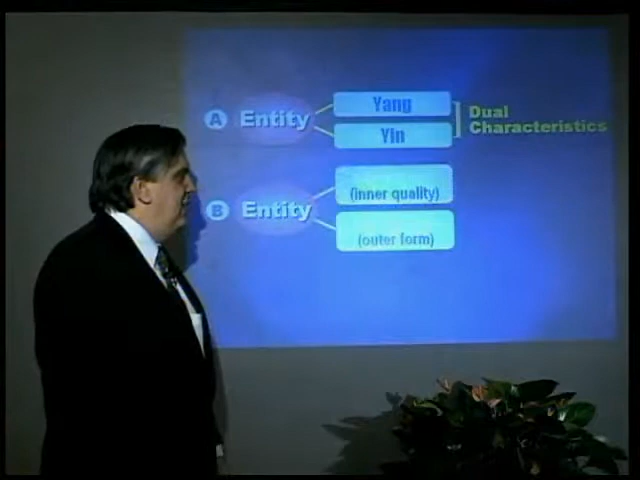 A Entity
Yang
Yin
Dual
Characteristics
B Entity
(inner quality)
(outer form)